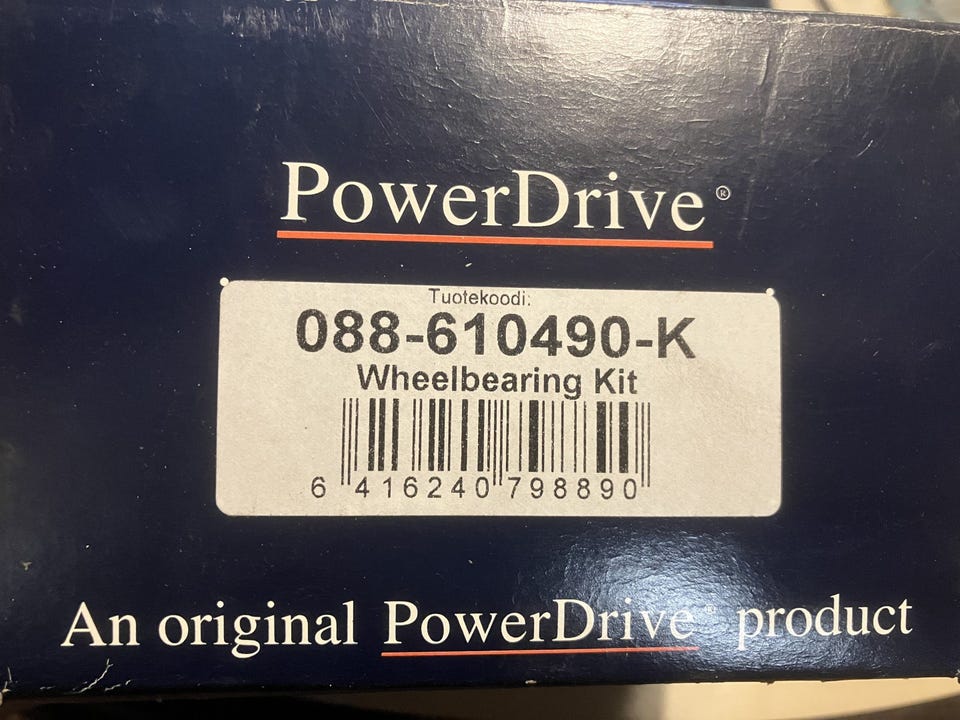 PowerDrive®
Tuotekoodi:
088-610490-K
Wheelbearing Kit
6 416240 798890
An original PowerDrive® product